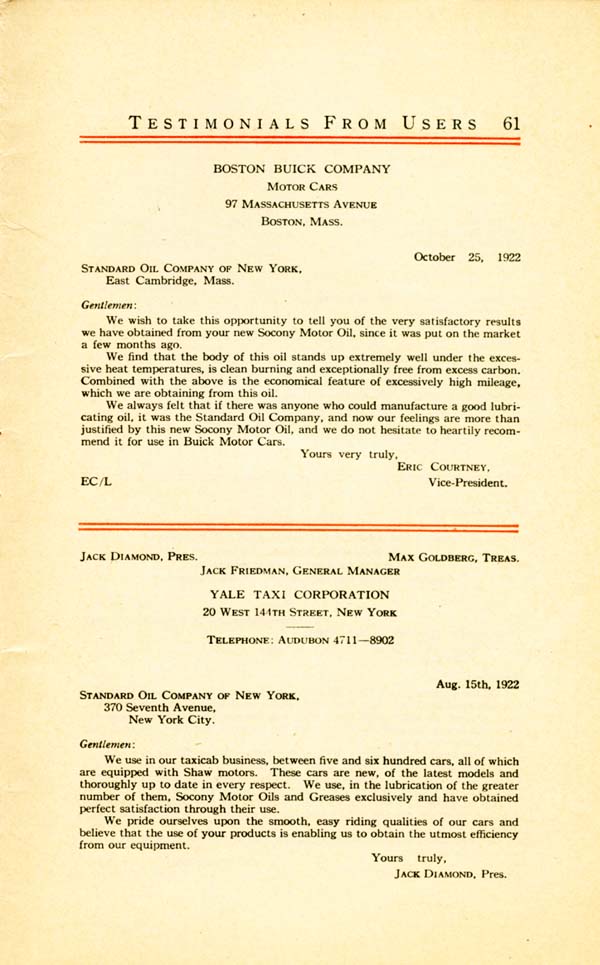 TESTIMONIALS FROM USERS 61
BOSTON BUICK COMPANY
MOTOR CARS
97 MASSACHUSETTS AVENUE
BOSTON, MASS.
October 25, 1922
STANDARD OIL COMPANY OF NEW YORK,
East Cambridge, Mass.
Gentlemen:
We wish to take this opportunity to tell you of the very satisfactory results
we have obtained from your new Socony Motor Oil, since it was put on the market
a few months ago.
We find that the body of this oil stands up extremely well under the exces-
sive heat temperatures, is clean burning and exceptionally free from excess carbon.
Combined with the above is the economical feature of excessively high mileage,
which we are obtaining from this oil.
We always felt that if there was anyone who could manufacture a good lubri-
cating oil, it was the Standard Oil Company, and now our feelings are more than
justified by this new Socony Motor Oil, and we do not hesitate to heartily recom-
mend it for use in Buick Motor Cars.
Yours very truly,
ERIC COURTNEY,
EC/L Vice-President.
JACK DIAMOND, PRES. MAX GOLDBERG, TREAS.
JACK FRIEDMAN, GENERAL MANAGER
YALE TAXI CORPORATION
20 WEST 144TH STREET, NEW YORK
TELEPHONE: AUDUBON 4711—8902
Aug. 15th, 1922
STANDARD OIL COMPANY OF NEW YORK,
370 Seventh Avenue,
New York City.
Gentlemen:
We use in our taxicab business, between five and six hundred cars, all of which
are equipped with Shaw motors. These cars are new, of the latest models and
thoroughly up to date in every respect. We use, in the lubrication of the greater
number of them, Socony Motor Oils and Greases exclusively and have obtained
perfect satisfaction through their use.
We pride ourselves upon the smooth, easy riding qualities of our cars and
believe that the use of your products is enabling us to obtain the utmost efficiency
from our equipment.
Yours truly,
JACK DIAMOND, Pres.